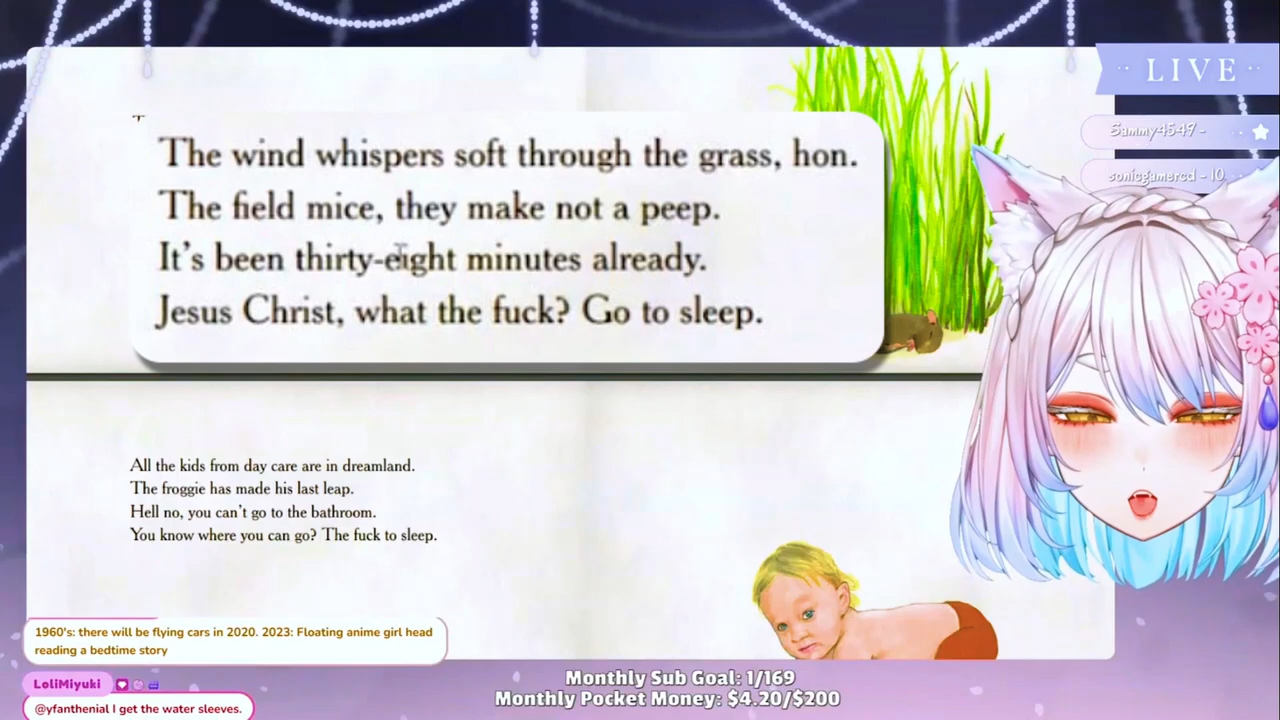 LIVE
Sammy4549 -
sonicgamercd - 10
The wind whispers soft through the grass, hon.
The field mice, they make not a peep.
It's been thirty-eight minutes already.
Jesus Christ, what the fuck? Go to sleep.
All the kids from day care are in dreamland.
The froggie has made his last leap.
Hell no, you can't go to the bathroom.
You know where you can go? The fuck to sleep.
1960's: there will be flying cars in 2020. 2023: Floating anime girl head
reading a bedtime story
LoliMiyuki
@yfanthenial I get the water sleeves.
Monthly Sub Goal: 1/169
Monthly Pocket Money: $4.20/$200